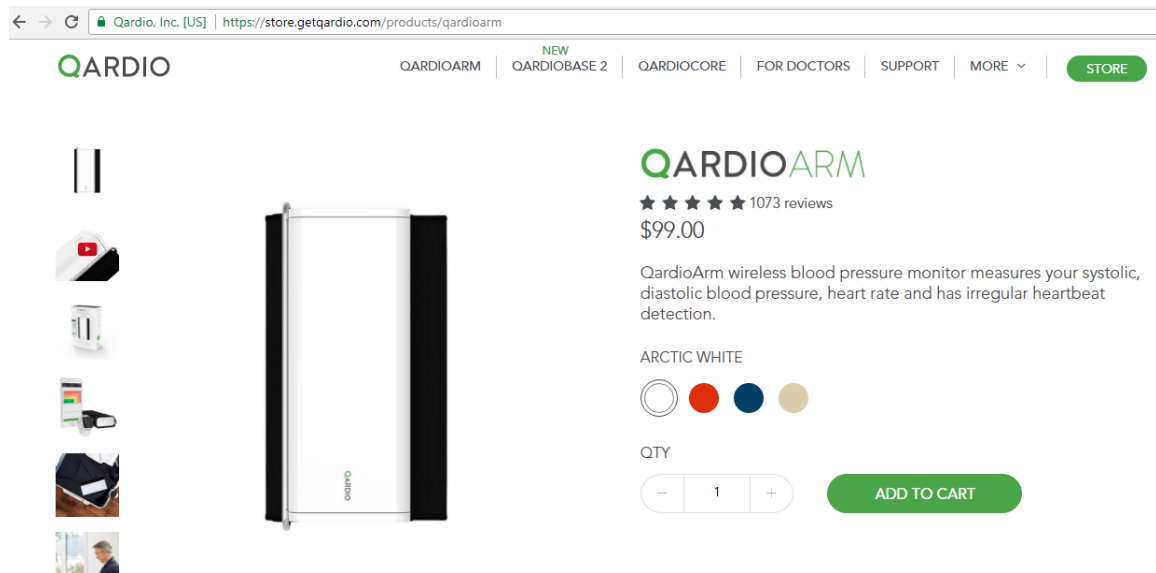 Qardio, Inc. [US] | https://store.getqardio.com/products/qardioarm
QARDIO
QARDIOARM
NEW
QARDIOBASE 2
QARDIOCORE
FOR DOCTORS
SUPPORT
MORE
STORE
QARDIOARM
1073 reviews
$99.00
QardioArm wireless blood pressure monitor measures your systolic,
diastolic blood pressure, heart rate and has irregular heartbeat
detection.
ARCTIC WHITE
QTY
− 1 +
ADD TO CART
QARDIO